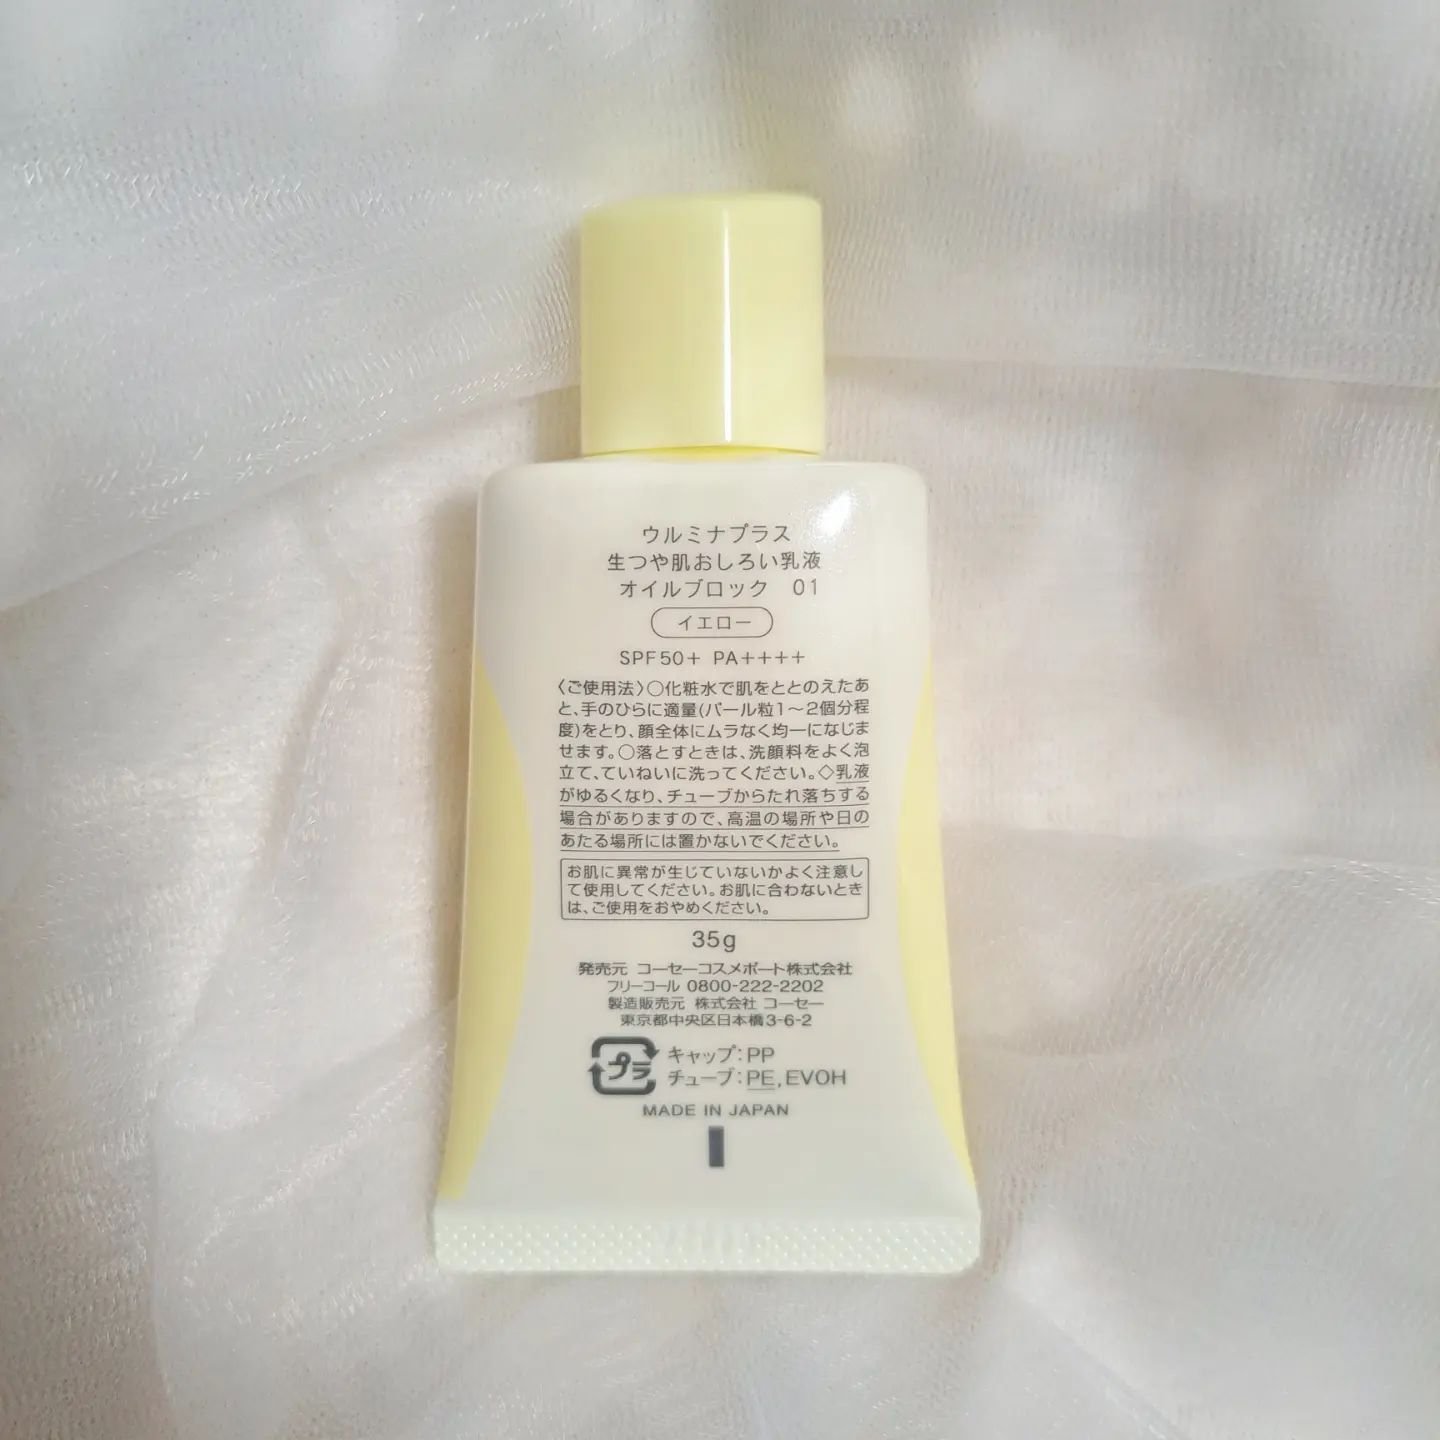 ウルミナプラス
生つや肌おしろい乳液
オイルブロック 01
イエロー
SPF50+ PA++++
〈ご使用法〉○化粧水で肌をととのえたあ
と、手のひらに適量(パール粒1～2個分程
度)をとり、顔全体にムラなく均一になじま
せます。○落とすときは、洗顔料をよく泡
立て、ていねいに洗ってください。◇乳液
がゆるくなり、チューブからたれ落ちする
場合がありますので、高温の場所や日の
あたる場所には置かないでください。
お肌に異常が生じていないかよく注意し
て使用してください。お肌に合わないとき
は、ご使用をおやめください。
35g
発売元 コーセーコスメポート株式会社
フリーコール 0800-222-2202
製造販売元 株式会社 コーセー
東京都中央区日本橋3-6-2
プラ
キャップ:PP
チューブ:PE,EVOH
MADE IN JAPAN